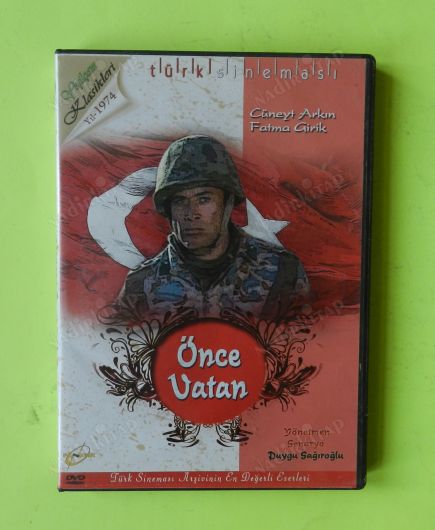 türk sineması
Yeşilçam
Klasikleri
Yıl-1974
Cüneyt Arkın
Fatma Girik
Önce
Vatan
Yönetmen
Senaryo
Duygu Sağıroğlu
DVD
Türk Sineması Arşivinin En Değerli Eserleri